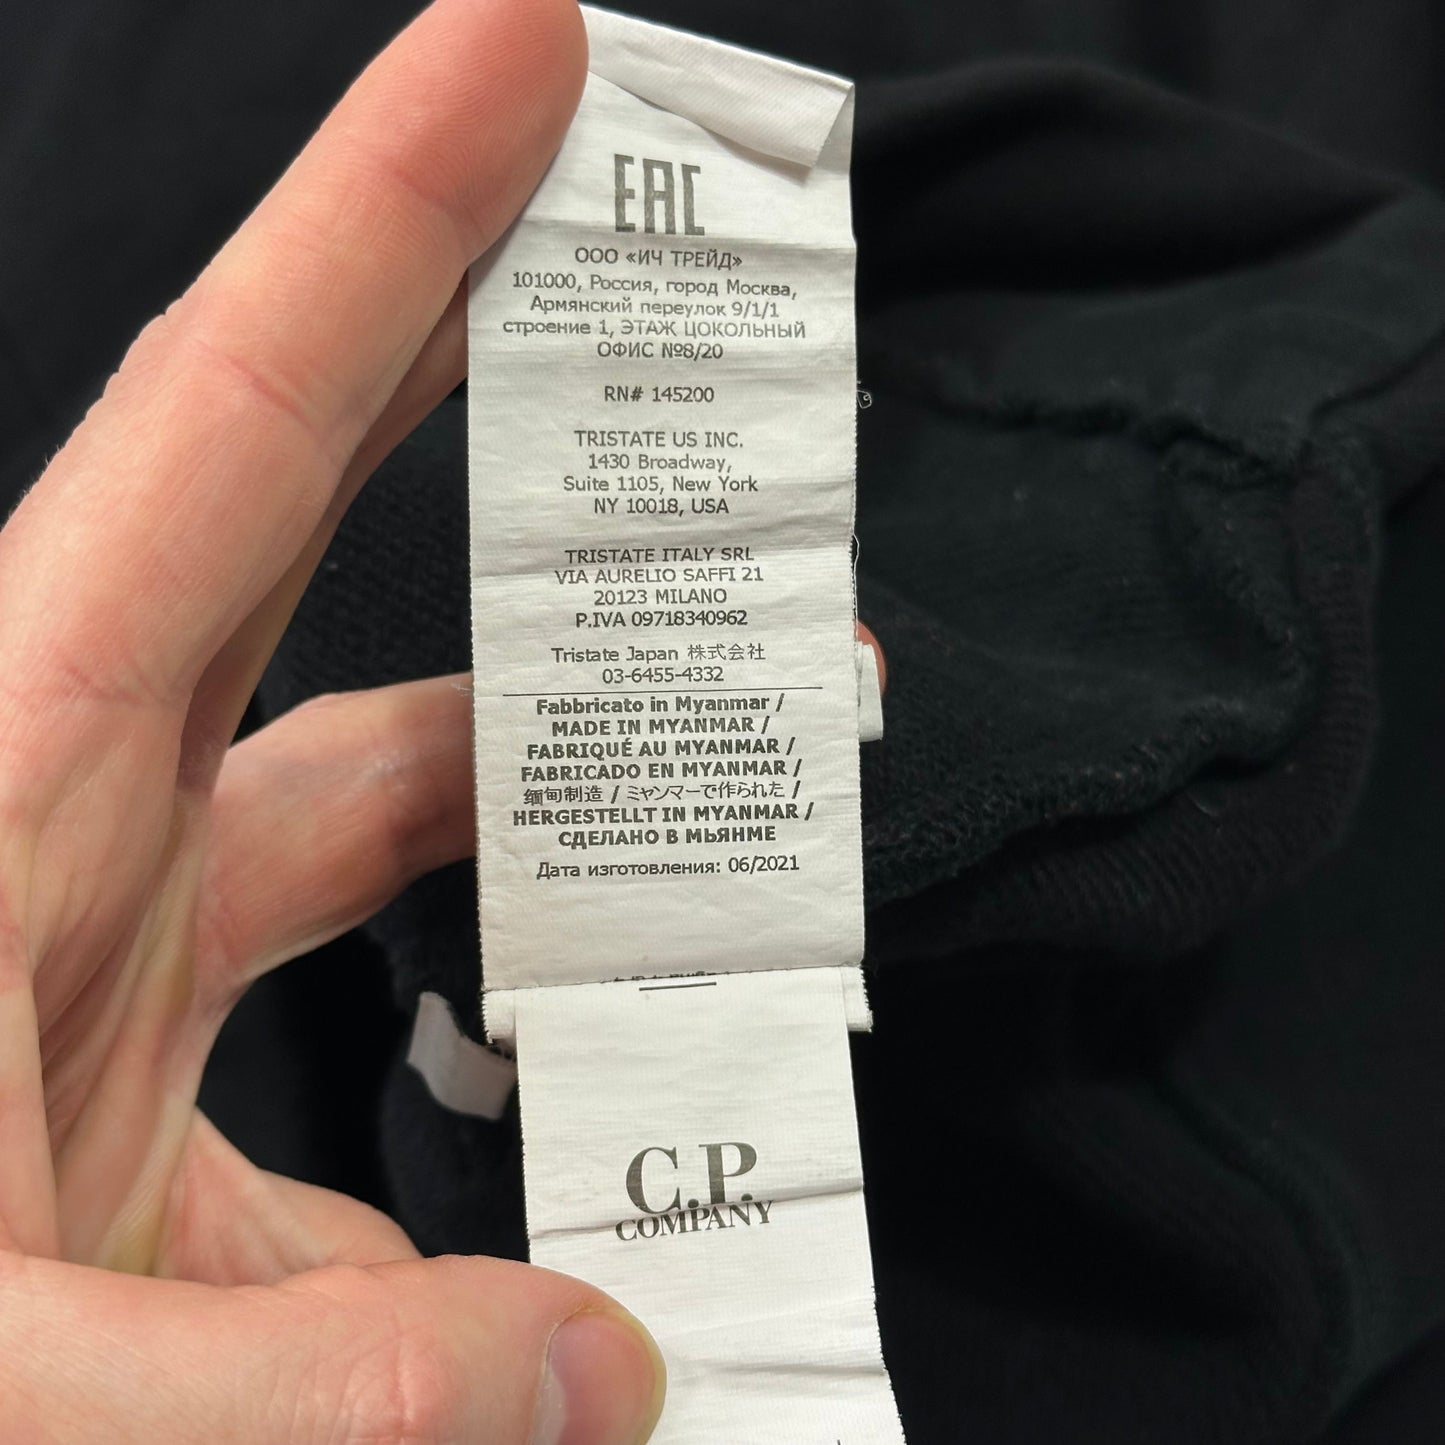 EAC
ООО «ИЧ ТРЕЙД»
101000, Россия, город Москва,
Армянский переулок 9/1/1
строение 1, ЭТАЖ ЦОКОЛЬНЫЙ
ОФИС №8/20
RN# 145200
TRISTATE US INC.
1430 Broadway,
Suite 1105, New York
NY 10018, USA
TRISTATE ITALY SRL
VIA AURELIO SAFFI 21
20123 MILANO
P.IVA 09718340962
Tristate Japan 株式会社
03-6455-4332
Fabbricato in Myanmar /
MADE IN MYANMAR /
FABRIQUÉ AU MYANMAR /
FABRICADO EN MYANMAR /
缅甸制造 / ミャンマーで作られた /
HERGESTELLT IN MYANMAR /
СДЕЛАНО В МЬЯНМЕ
Дата изготовления: 06/2021
C.P.
COMPANY